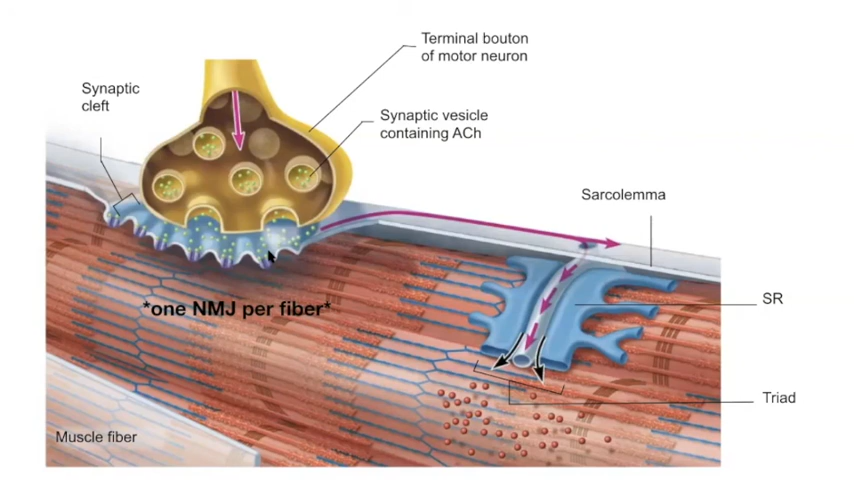 Terminal bouton
of motor neuron
Synaptic
cleft
Synaptic vesicle
containing ACh
Sarcolemma
*one NMJ per fiber*
SR
Triad
Muscle fiber